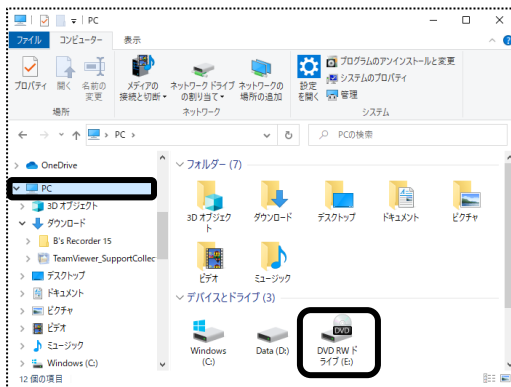 PC
ファイル コンピューター 表示
プロパティ 開く 名前の変更
メディアの接続と切断 ネットワーク ドライブの割り当て ネットワークの場所の追加
設定を開く
プログラムのアンインストールと変更
システムのプロパティ
管理
場所 ネットワーク システム
PC
PCの検索
OneDrive
PC
3D オブジェクト
ダウンロード
B's Recorder 15
TeamViewer_SupportCollec
デスクトップ
ドキュメント
ピクチャ
ビデオ
ミュージック
Windows (C:)
フォルダー (7)
3D オブジェクト
ダウンロード
デスクトップ
ドキュメント
ピクチャ
ビデオ
ミュージック
デバイスとドライブ (3)
Windows (C:)
Data (D:)
DVD
DVD RW ドライブ (E:)
12 個の項目